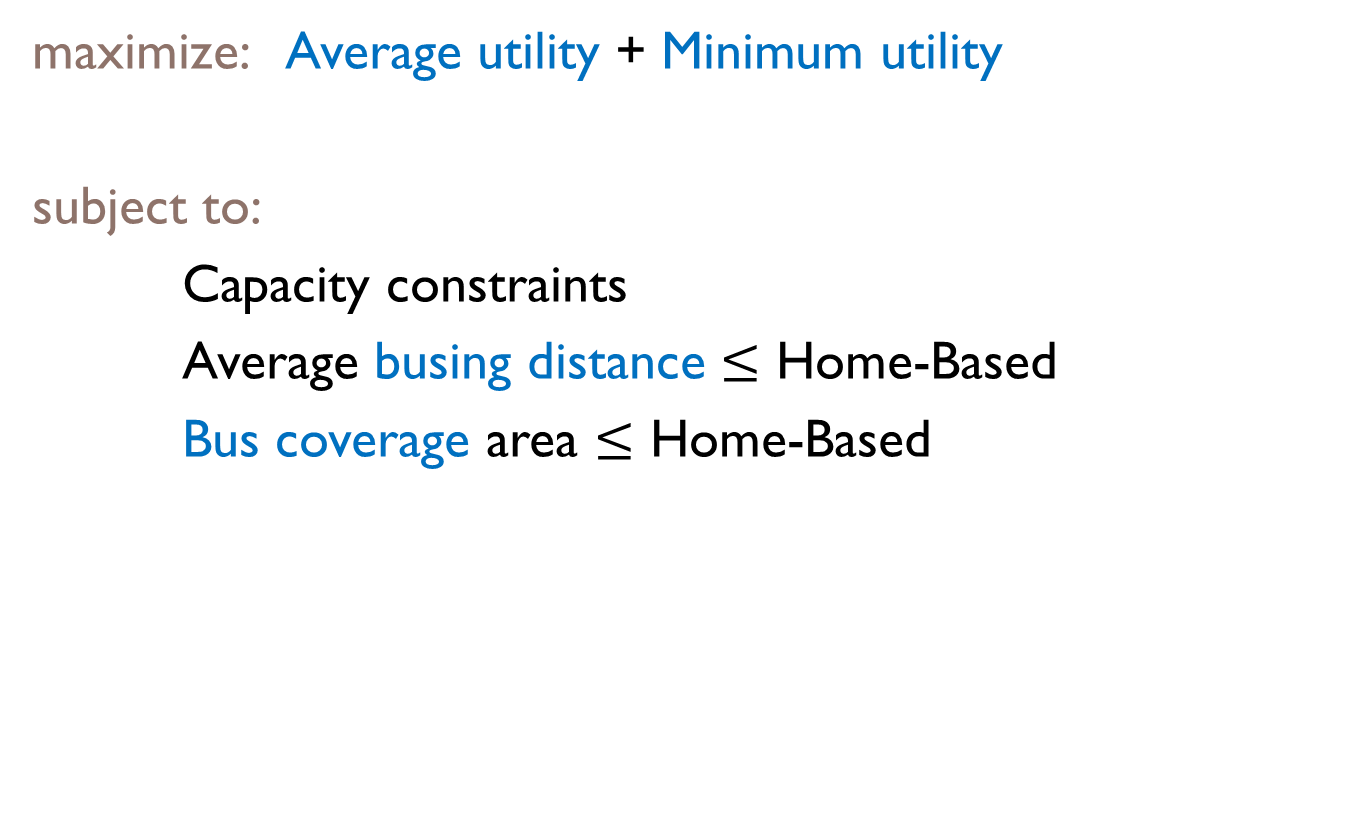 maximize: Average utility + Minimum utility
subject to:
Capacity constraints
Average busing distance ≤ Home-Based
Bus coverage area ≤ Home-Based